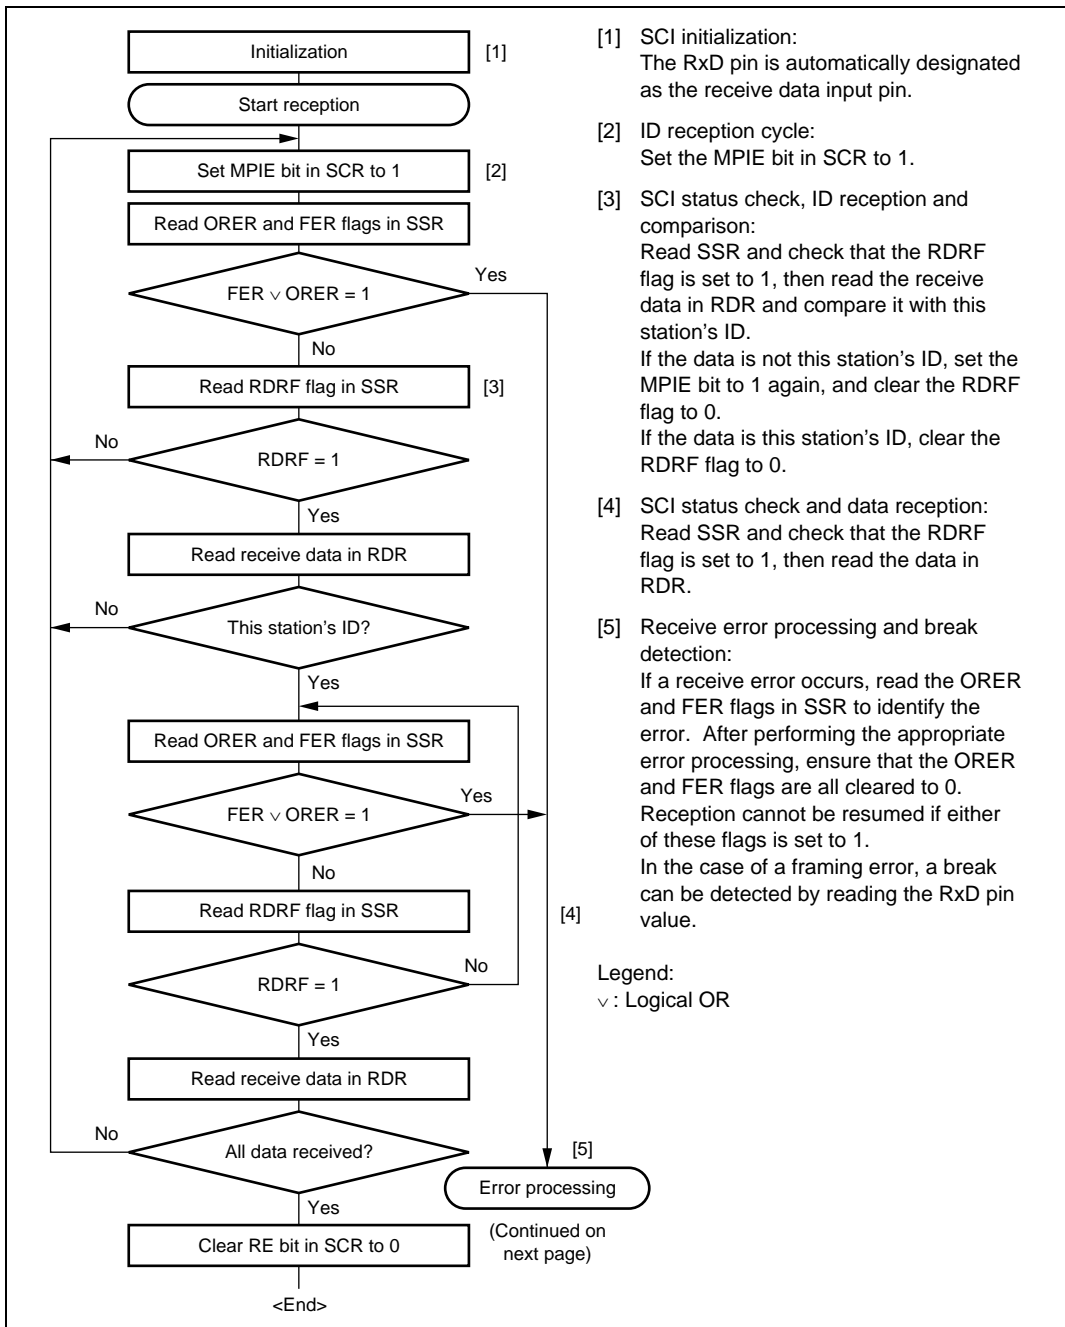 Initialization
[1]
Start reception
Set MPIE bit in SCR to 1
[2]
Read ORER and FER flags in SSR
FER ∨ ORER = 1
Yes
No
Read RDRF flag in SSR
[3]
RDRF = 1
No
Yes
Read receive data in RDR
This station's ID?
No
Yes
Read ORER and FER flags in SSR
FER ∨ ORER = 1
Yes
No
Read RDRF flag in SSR
[4]
RDRF = 1
No
Yes
Read receive data in RDR
All data received?
No
Yes
[5]
Error processing
(Continued on
next page)
Clear RE bit in SCR to 0
<End>
[1] SCI initialization:
The RxD pin is automatically designated
as the receive data input pin.
[2] ID reception cycle:
Set the MPIE bit in SCR to 1.
[3] SCI status check, ID reception and
comparison:
Read SSR and check that the RDRF
flag is set to 1, then read the receive
data in RDR and compare it with this
station's ID.
If the data is not this station's ID, set the
MPIE bit to 1 again, and clear the RDRF
flag to 0.
If the data is this station's ID, clear the
RDRF flag to 0.
[4] SCI status check and data reception:
Read SSR and check that the RDRF
flag is set to 1, then read the data in
RDR.
[5] Receive error processing and break
detection:
If a receive error occurs, read the ORER
and FER flags in SSR to identify the
error. After performing the appropriate
error processing, ensure that the ORER
and FER flags are all cleared to 0.
Reception cannot be resumed if either
of these flags is set to 1.
In the case of a framing error, a break
can be detected by reading the RxD pin
value.
Legend:
∨ : Logical OR